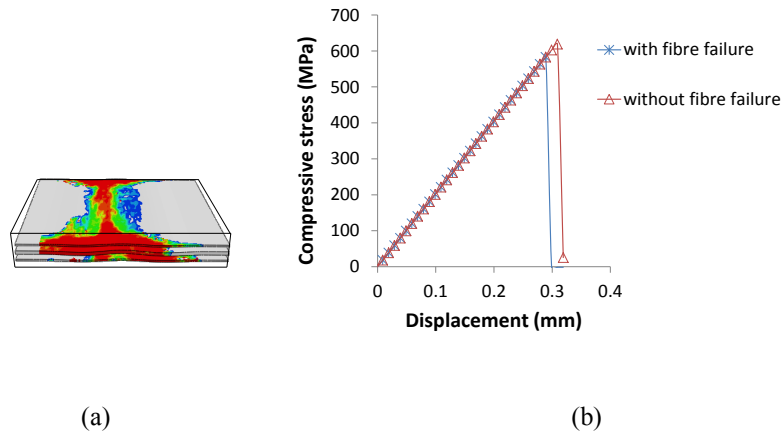 700
600
500
400
300
200
100
0
Compressive stress (MPa)
0 0.1 0.2 0.3 0.4
Displacement (mm)
with fibre failure
without fibre failure
(a) (b)